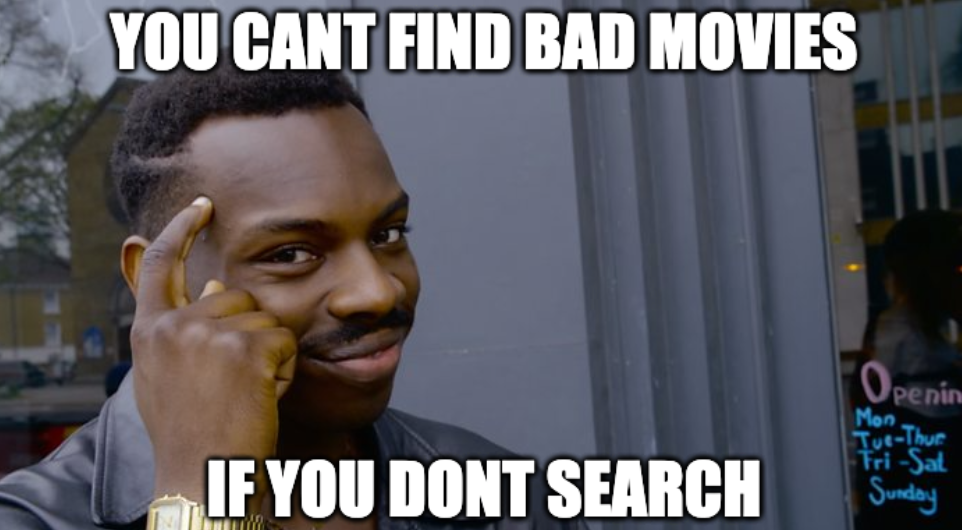 YOU CANT FIND BAD MOVIES
IF YOU DONT SEARCH
Openin
Mon
Tue-Thur
Fri -Sat
Sunday